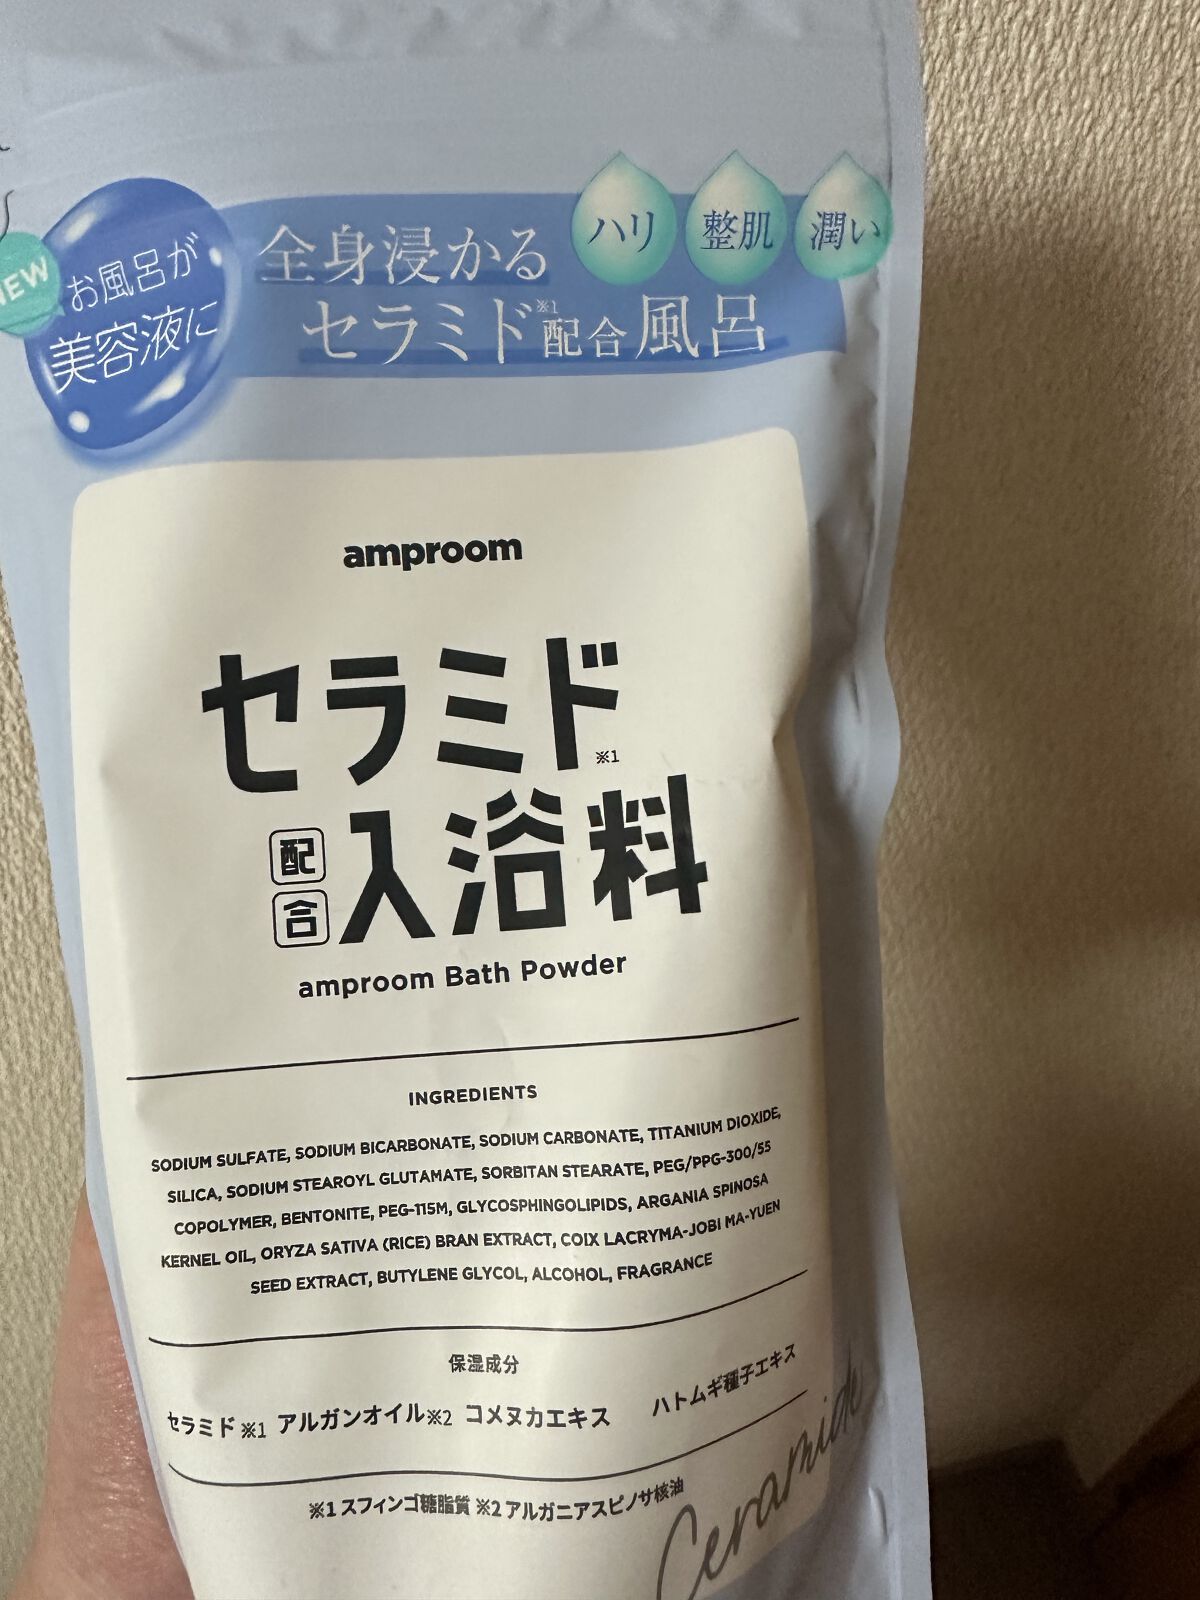 NEW
お風呂が
美容液に
全身浸かる
セラミド※1配合風呂
ハリ
整肌
潤い
amproom
セラミド※1
配合入浴料
amproom Bath Powder
INGREDIENTS
SODIUM SULFATE, SODIUM BICARBONATE, SODIUM CARBONATE, TITANIUM DIOXIDE,
SILICA, SODIUM STEAROYL GLUTAMATE, SORBITAN STEARATE, PEG/PPG-300/55
COPOLYMER, BENTONITE, PEG-115M, GLYCOSPHINGOLIPIDS, ARGANIA SPINOSA
KERNEL OIL, ORYZA SATIVA (RICE) BRAN EXTRACT, COIX LACRYMA-JOBI MA-YUEN
SEED EXTRACT, BUTYLENE GLYCOL, ALCOHOL, FRAGRANCE
保湿成分
セラミド※1 アルガンオイル※2 コメヌカエキス ハトムギ種子エキス
※1 スフィンゴ糖脂質 ※2 アルガニアスピノサ核油
Ceramide